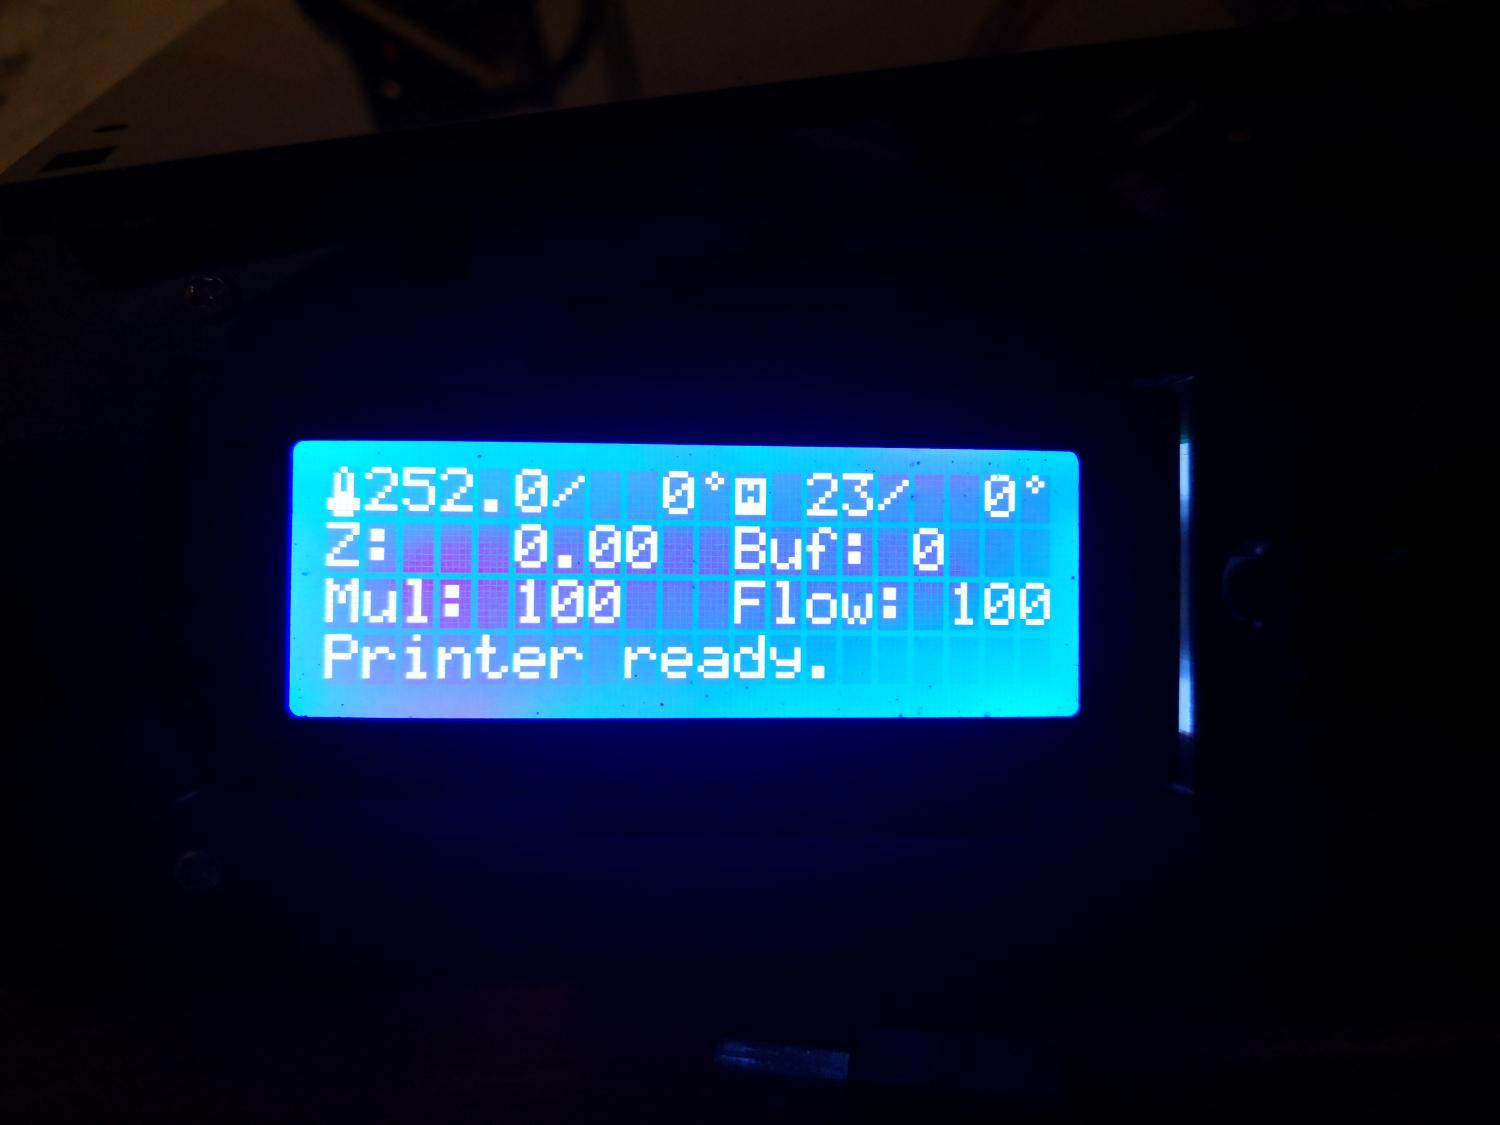 252.0/ 0° 23/ 0°
Z: 0.00 Buf: 0
Mul: 100 Flow: 100
Printer ready.